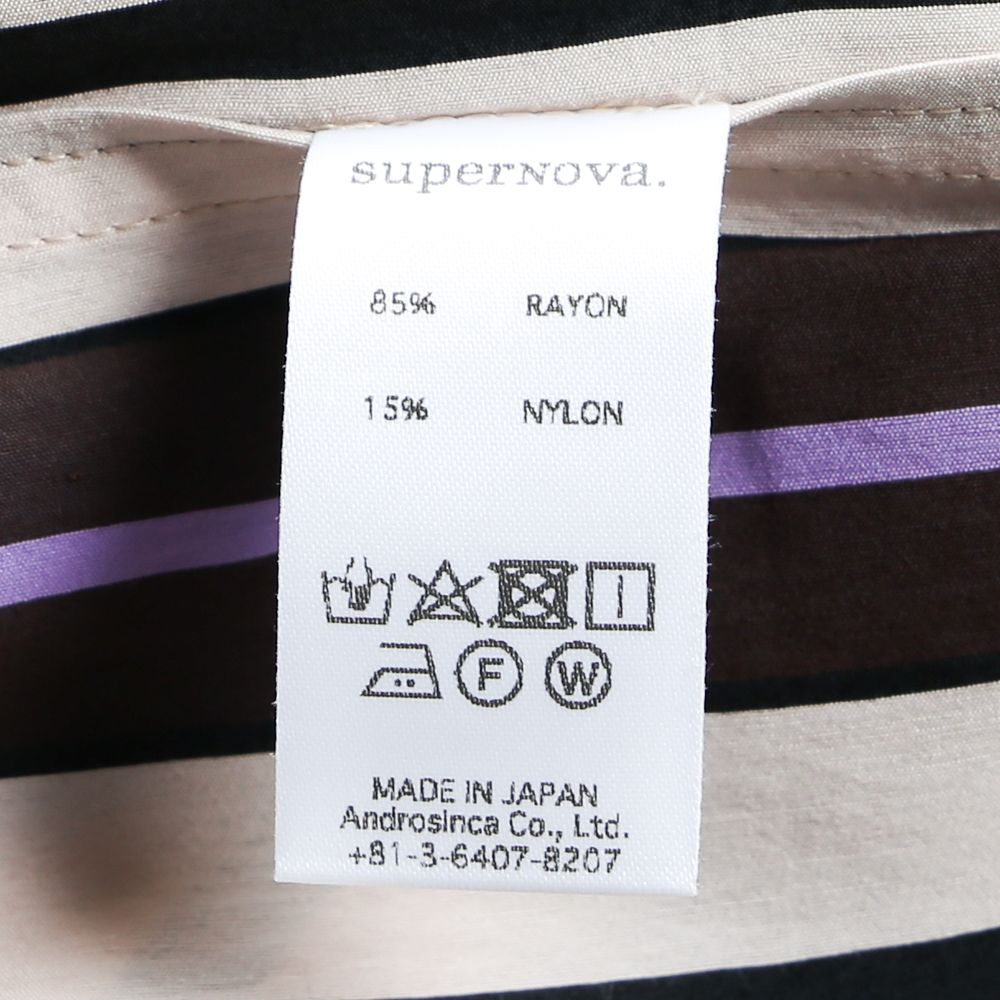 superNova.
85% RAYON
15% NYLON
F W
MADE IN JAPAN
Androsinca Co., Ltd.
+81-3-6407-8207